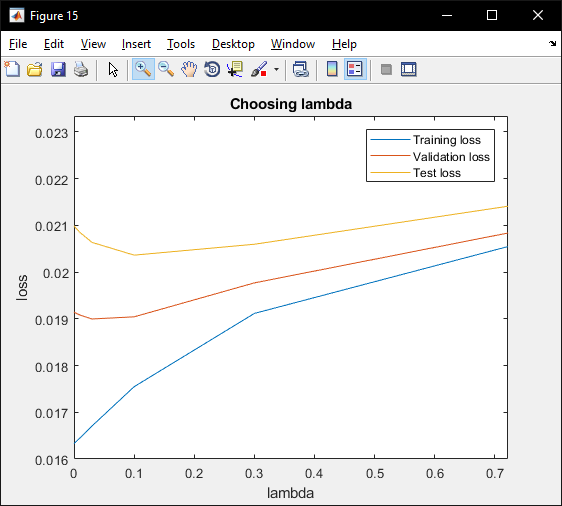 Figure 15
File Edit View Insert Tools Desktop Window Help
Choosing lambda
Training loss
Validation loss
Test loss
0.023
0.022
0.021
0.02
0.019
0.018
0.017
0.016
loss
0 0.1 0.2 0.3 0.4 0.5 0.6 0.7
lambda